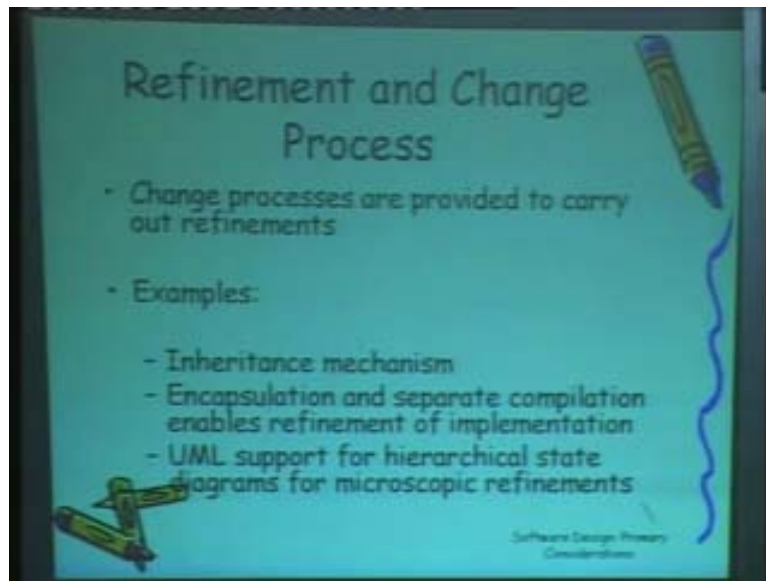 Refinement and Change
Process
• Change processes are provided to carry
out refinements
• Examples:
– Inheritance mechanism
– Encapsulation and separate compilation
enables refinement of implementation
– UML support for hierarchical state
diagrams for microscopic refinements
Software Design: Primary
Considerations